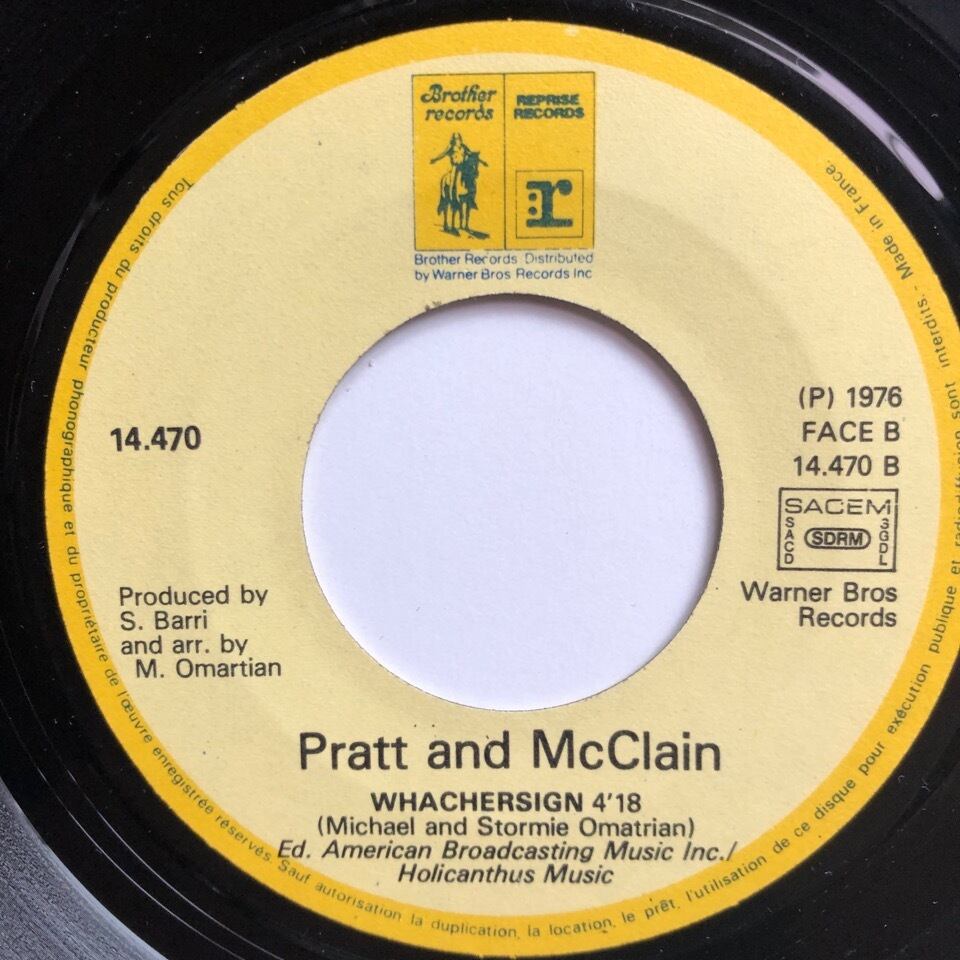 Brother
records
REPRISE
RECORDS
r
Brother Records Distributed
by Warner Bros Records Inc
14.470
(P) 1976
FACE B
14.470 B
SACEM
SACD
SDRM
SGDL
Warner Bros
Records
Produced by
S. Barri
and arr. by
M. Omartian
Pratt and McClain
WHACHERSIGN 4'18
(Michael and Stormie Omatrian)
Ed. American Broadcasting Music Inc./
Holicanthus Music
Tous droits du producteur phonographique et du propriétaire de l'œuvre enregistrée réservés. Sauf autorisation la duplication, la location, le prêt, l'utilisation de ce disque pour exécution publique et radiodiffusion sont interdits. - Made in France.